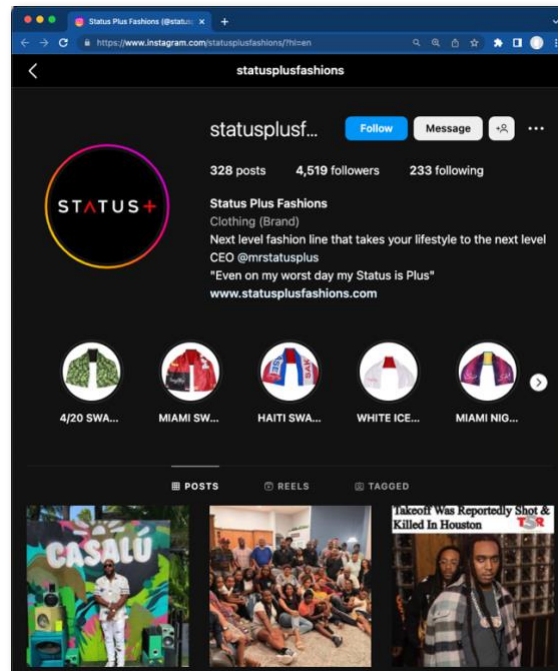 Status Plus Fashions (@status
https://www.instagram.com/statusplusfashions/?hl=en
statusplusfashions
statusplusf...
Follow
Message
328 posts
4,519 followers
233 following
STATUS+
Status Plus Fashions
Clothing (Brand)
Next level fashion line that takes your lifestyle to the next level
CEO @mrstatusplus
"Even on my worst day my Status is Plus"
www.statusplusfashions.com
4/20 SWA...
MIAMI SW...
HAITI SWA...
WHITE ICE...
MIAMI NIG...
POSTS
REELS
TAGGED
CASALÚ
Takeoff Was Reportedly Shot &
Killed In Houston
TSR